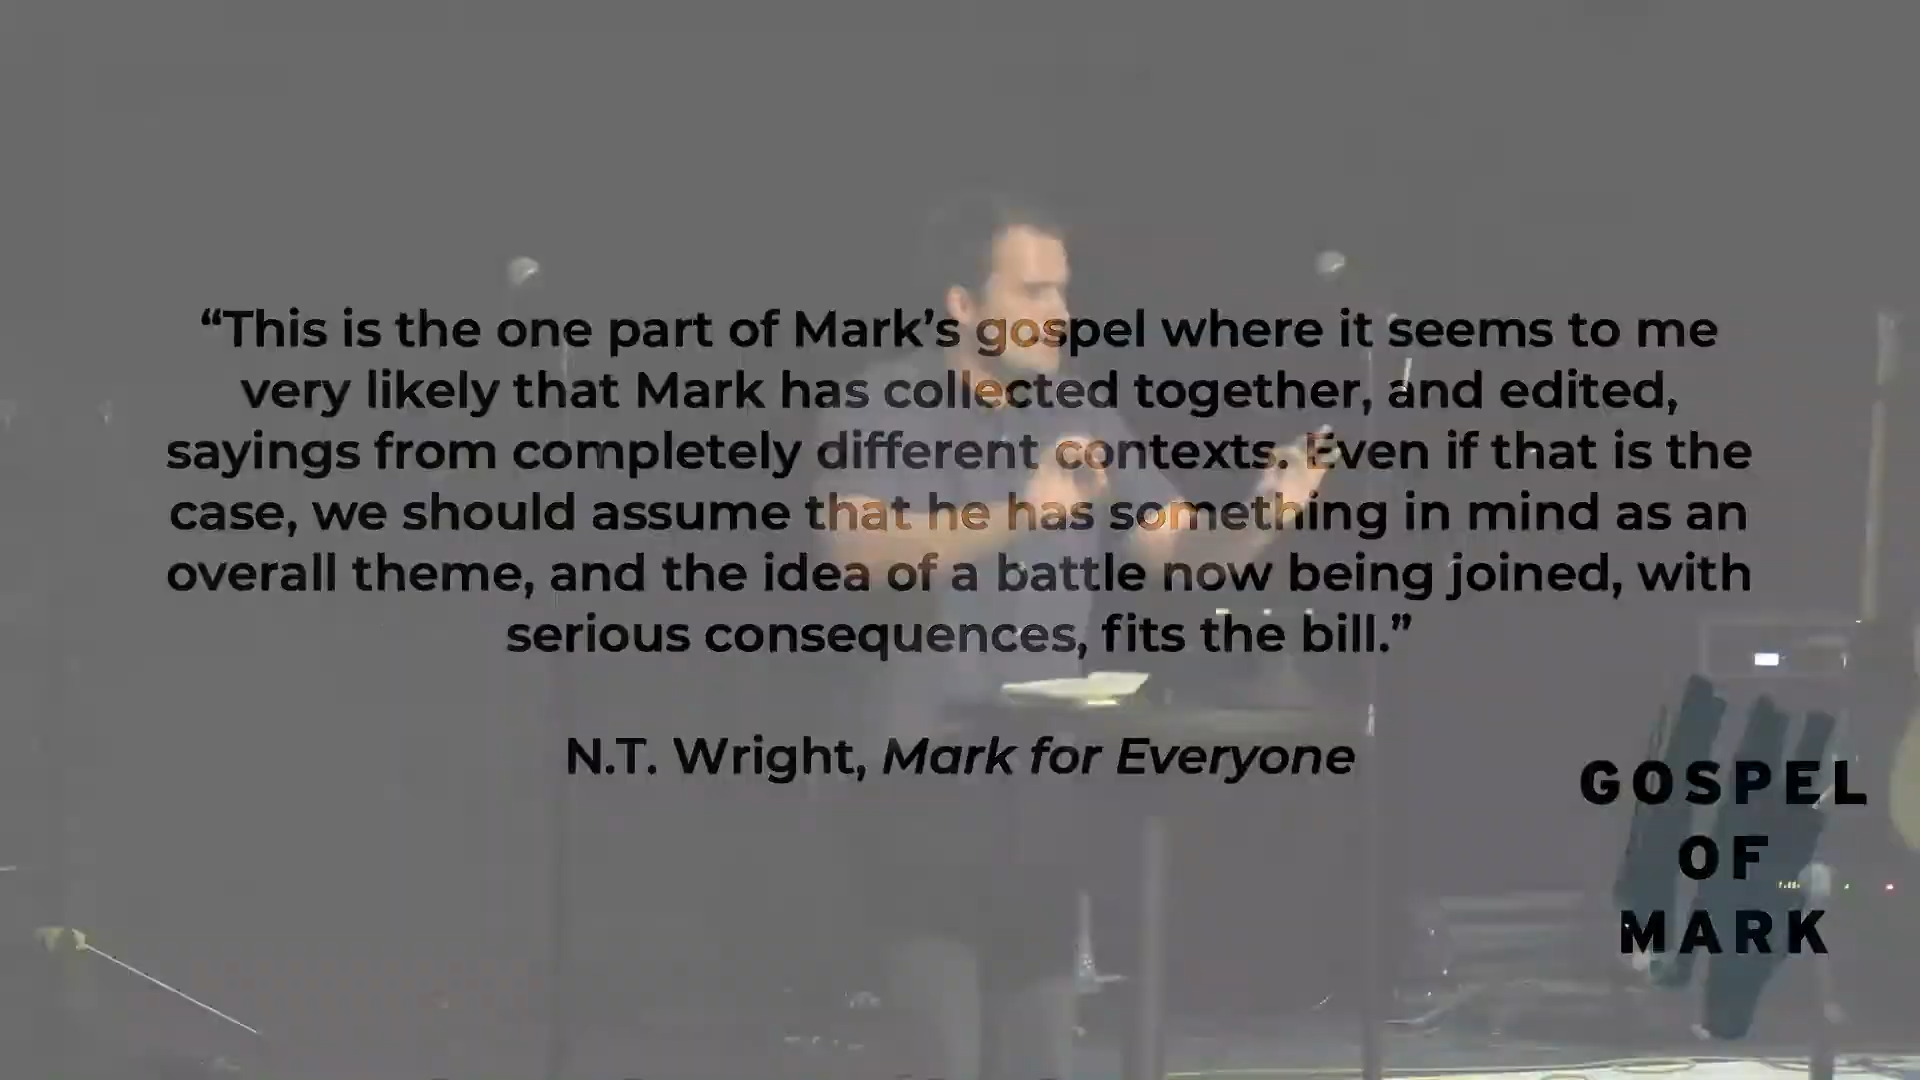 “This is the one part of Mark’s gospel where it seems to me
very likely that Mark has collected together, and edited,
sayings from completely different contexts. Even if that is the
case, we should assume that he has something in mind as an
overall theme, and the idea of a battle now being joined, with
serious consequences, fits the bill.”
N.T. Wright, Mark for Everyone
GOSPEL
OF
MARK